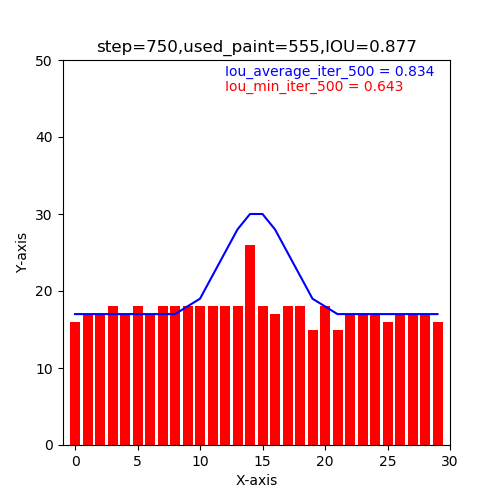 step=750,used_paint=555,IOU=0.877
Iou_average_iter_500 = 0.834
Iou_min_iter_500 = 0.643
50
40
30
20
10
0
Y-axis
0 5 10 15 20 25 30
X-axis